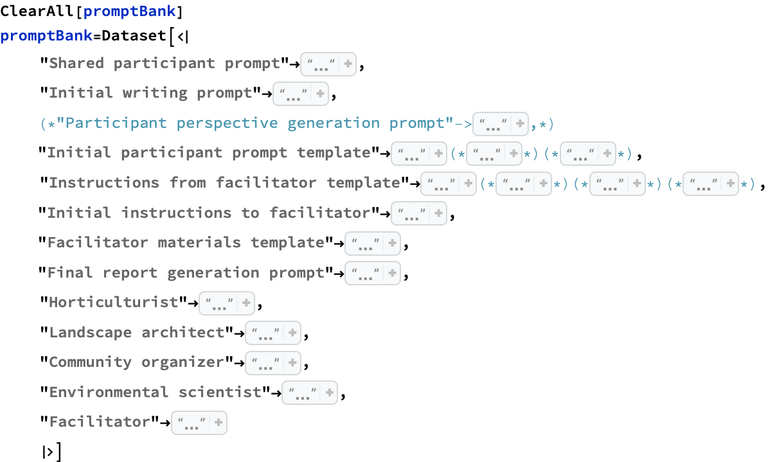 ClearAll[promptBank]
promptBank=Dataset[<|
"Shared participant prompt"→"..." +,
"Initial writing prompt"→"..." +,
(*"Participant perspective generation prompt"->"..." +,*)
"Initial participant prompt template"→"..." +(*"..." +*)(*"..." +*),
"Instructions from facilitator template"→"..." +(*"..." +*)(*"..." +*)(*"..." +*),
"Initial instructions to facilitator"→"..." +,
"Facilitator materials template"→"..." +,
"Final report generation prompt"→"..." +,
"Horticulturist"→"..." +,
"Landscape architect"→"..." +,
"Community organizer"→"..." +,
"Environmental scientist"→"..." +,
"Facilitator"→"..." +
|>]